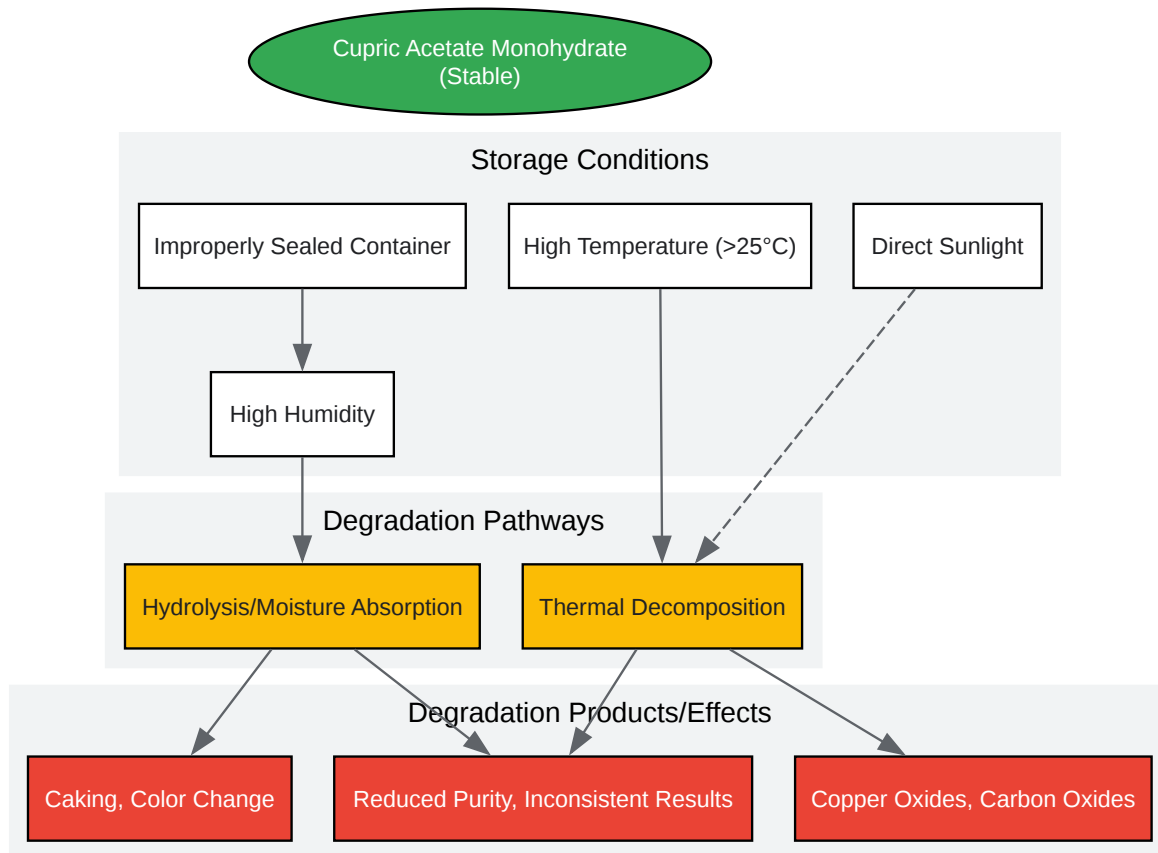 Cupric Acetate Monohydrate
(Stable)
Storage Conditions
Improperly Sealed Container
High Temperature (>25°C)
Direct Sunlight
High Humidity
Degradation Pathways
Hydrolysis/Moisture Absorption
Thermal Decomposition
Degradation Products/Effects
Caking, Color Change
Reduced Purity, Inconsistent Results
Copper Oxides, Carbon Oxides